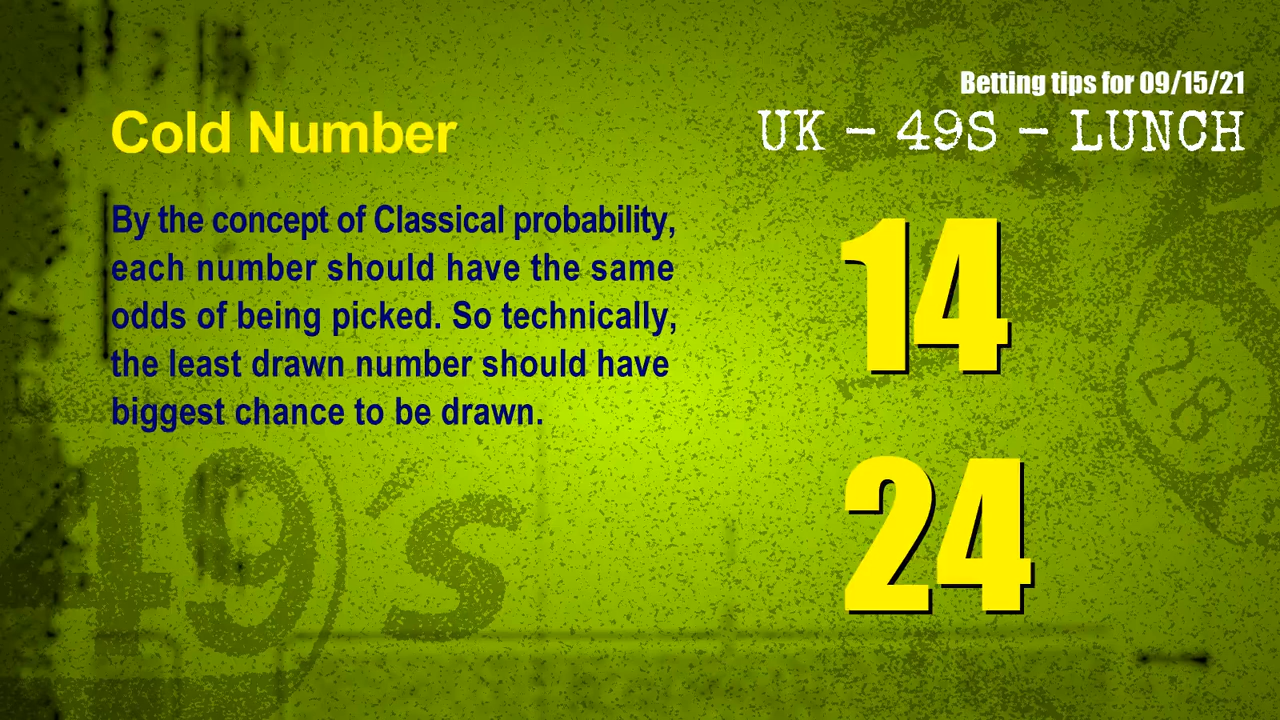 Betting tips for 09/15/21
UK - 49S - LUNCH
Cold Number
By the concept of Classical probability,
each number should have the same
odds of being picked. So technically,
the least drawn number should have
biggest chance to be drawn.
14
24
28
49's